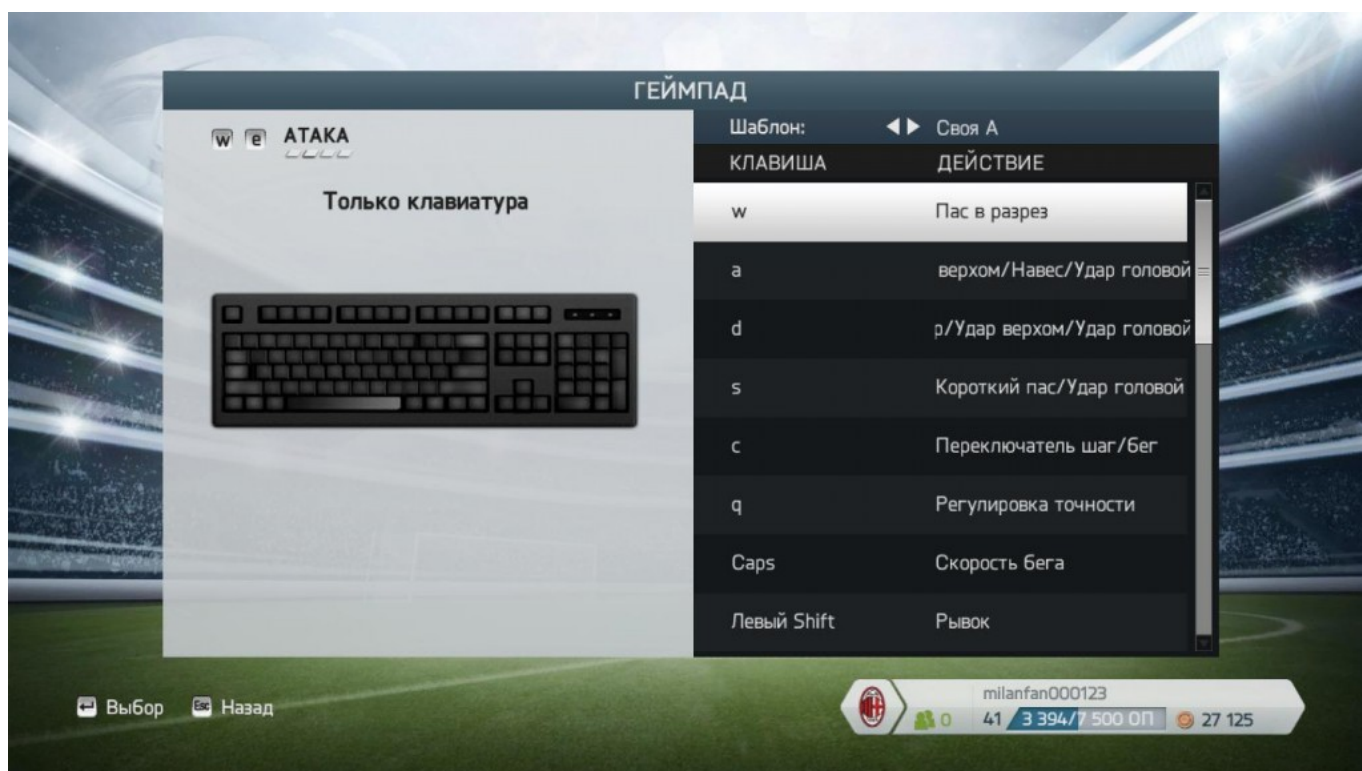 ГЕЙМПАД
w e АТАКА
Только клавиатура
Шаблон: Своя А
КЛАВИША ДЕЙСТВИЕ
w Пас в разрез
a верхом/Навес/Удар головой
d р/Удар верхом/Удар головой
s Короткий пас/Удар головой
c Переключатель шаг/бег
q Регулировка точности
Caps Скорость бега
Левый Shift Рывок
Выбор Esc Назад
milanfan000123
0 41 3 394/7 500 ОП 27 125